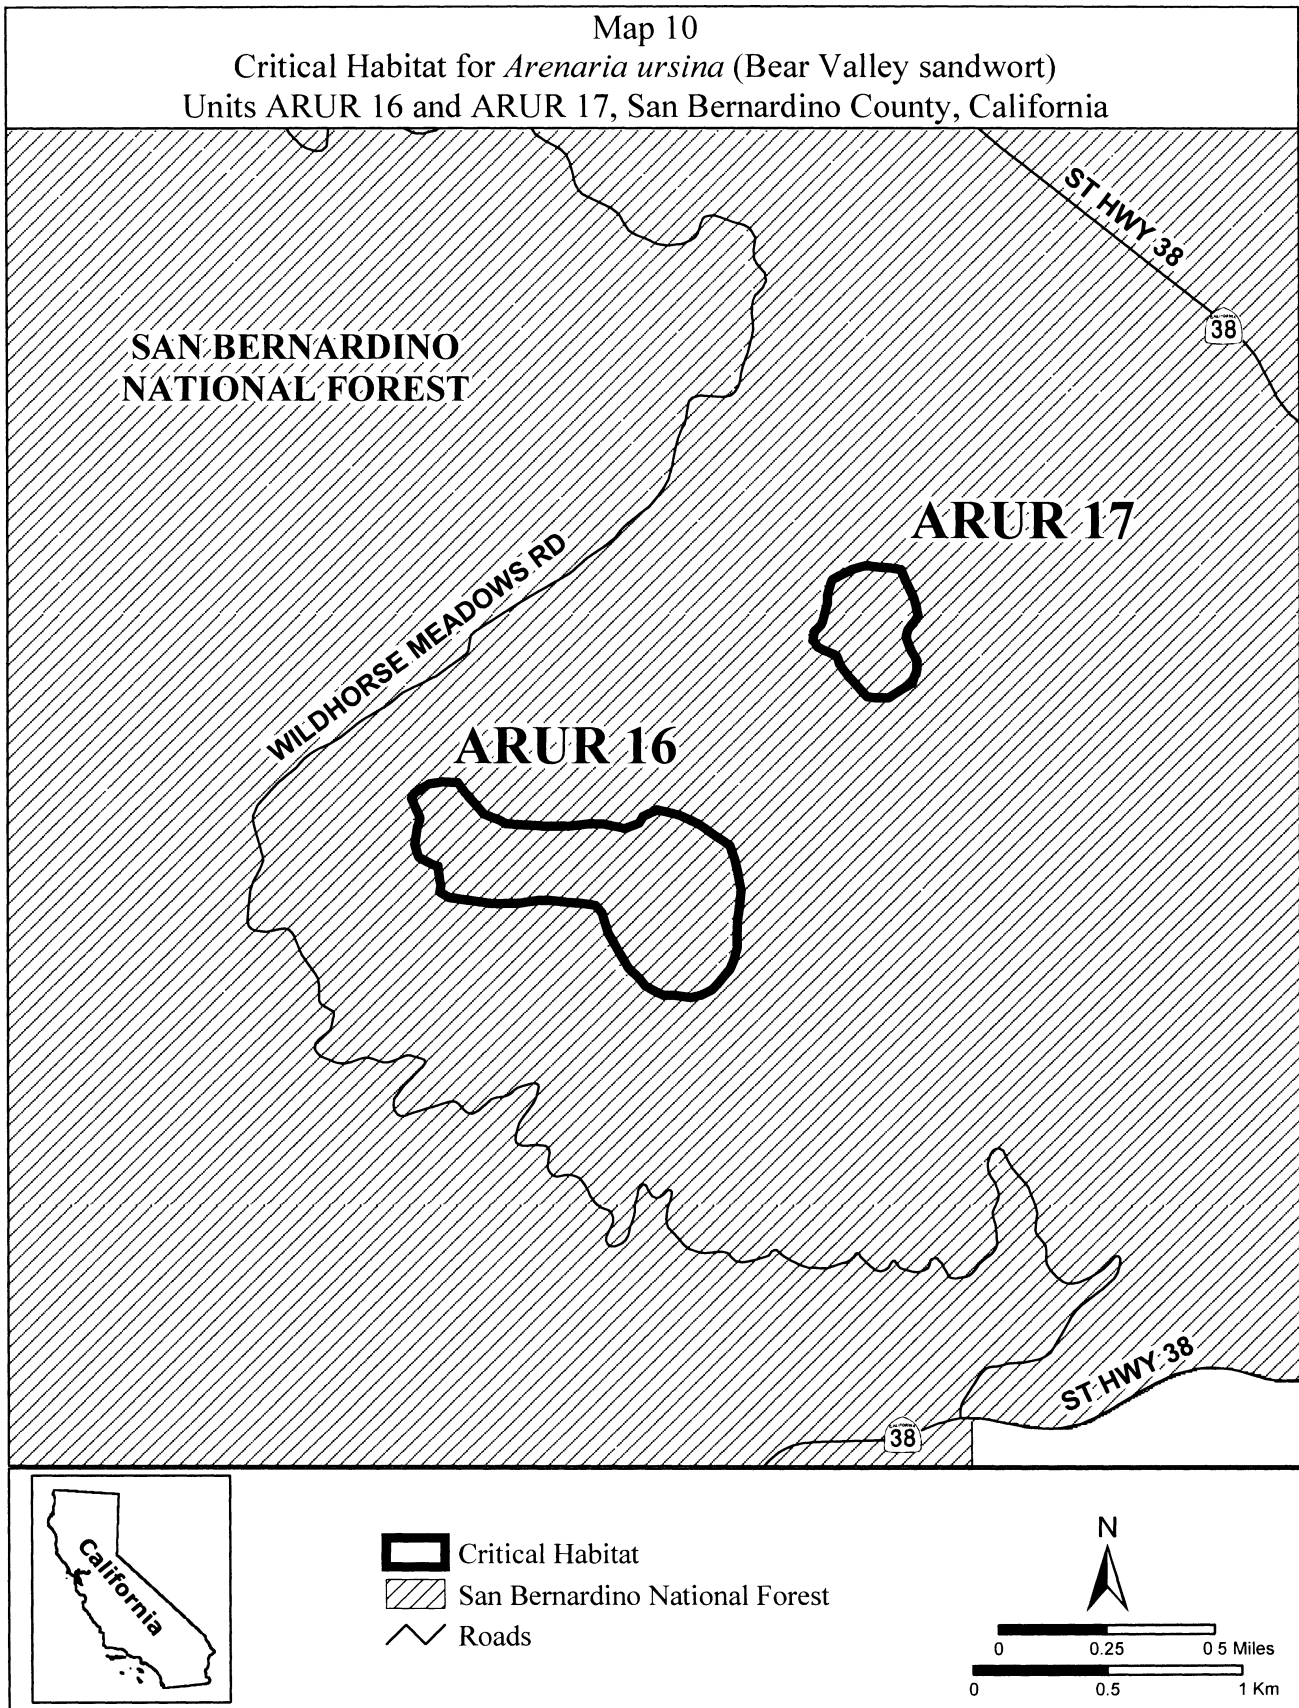 Map 10
Critical Habitat for Arenaria ursina (Bear Valley sandwort)
Units ARUR 16 and ARUR 17, San Bernardino County, California
ST HWY 38
38
SAN BERNARDINO
NATIONAL FOREST
ARUR 17
WILDHORSE MEADOWS RD
ARUR 16
ST HWY 38
CALIFORNIA
38
California
Critical Habitat
San Bernardino National Forest
Roads
N
0 0.25 0 5 Miles
0 0.5 1 Km